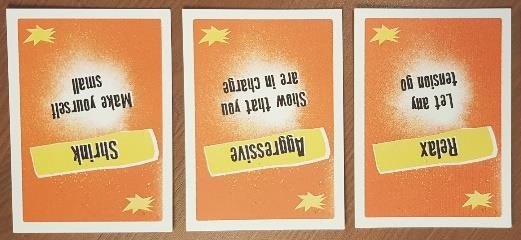 Shrink
Make yourself
small
Aggressive
Show that you
are in charge
Relax
Let any
tension go